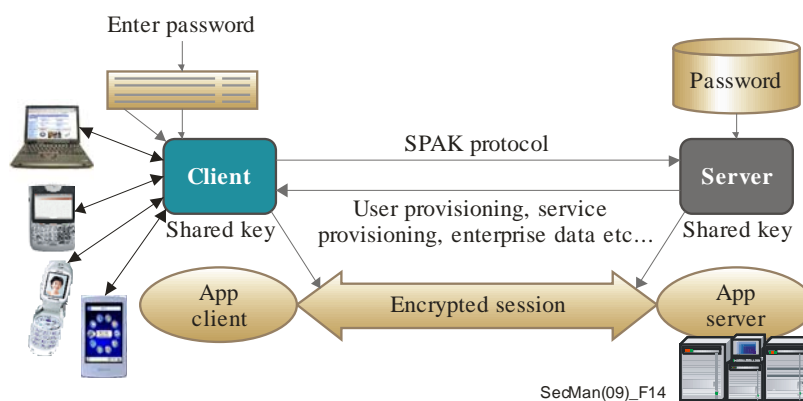 Enter password
Password
SPAK protocol
Client
Server
Shared key
User provisioning, service
provisioning, enterprise data etc...
Shared key
App
client
Encrypted session
App
server
SecMan(09)_F14